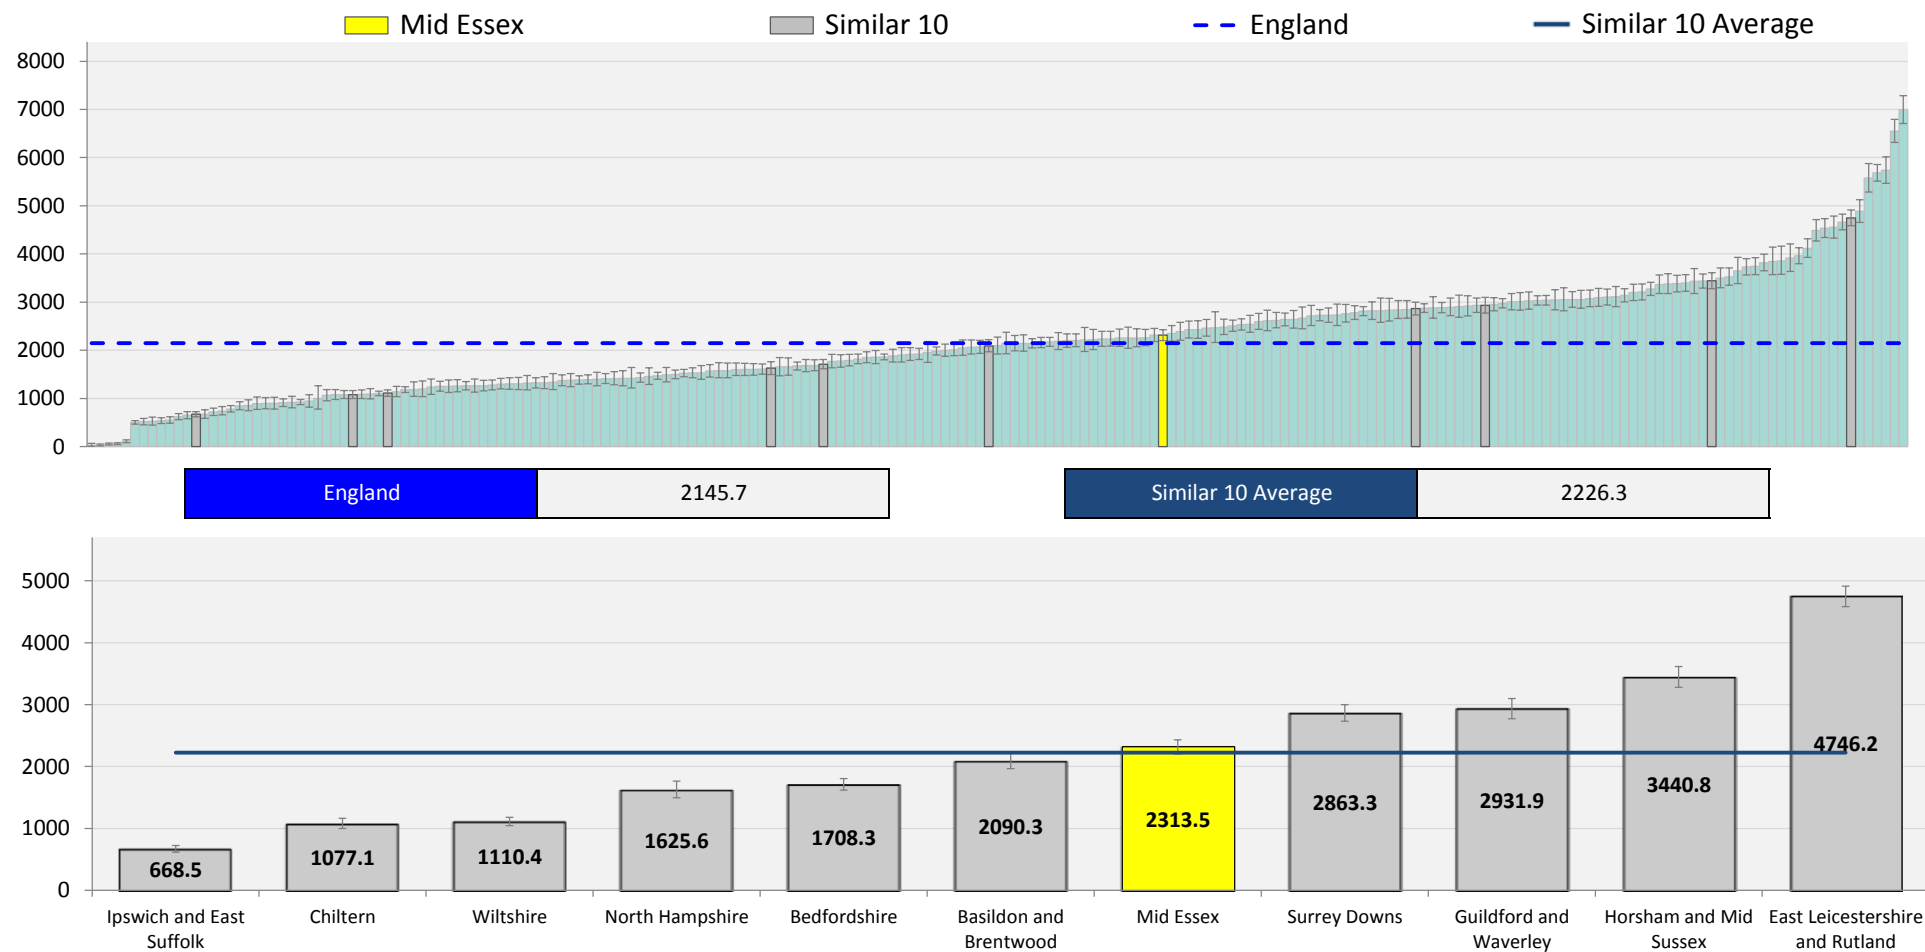 Mid Essex
Similar 10
England
Similar 10 Average
8000
7000
6000
5000
4000
3000
2000
1000
0
England
2145.7
Similar 10 Average
2226.3
5000
4000
3000
2000
1000
0
668.5
1077.1
1110.4
1625.6
1708.3
2090.3
2313.5
2863.3
2931.9
3440.8
4746.2
Ipswich and East
Suffolk
Chiltern
Wiltshire
North Hampshire
Bedfordshire
Basildon and
Brentwood
Mid Essex
Surrey Downs
Guildford and
Waverley
Horsham and Mid
Sussex
East Leicestershire
and Rutland